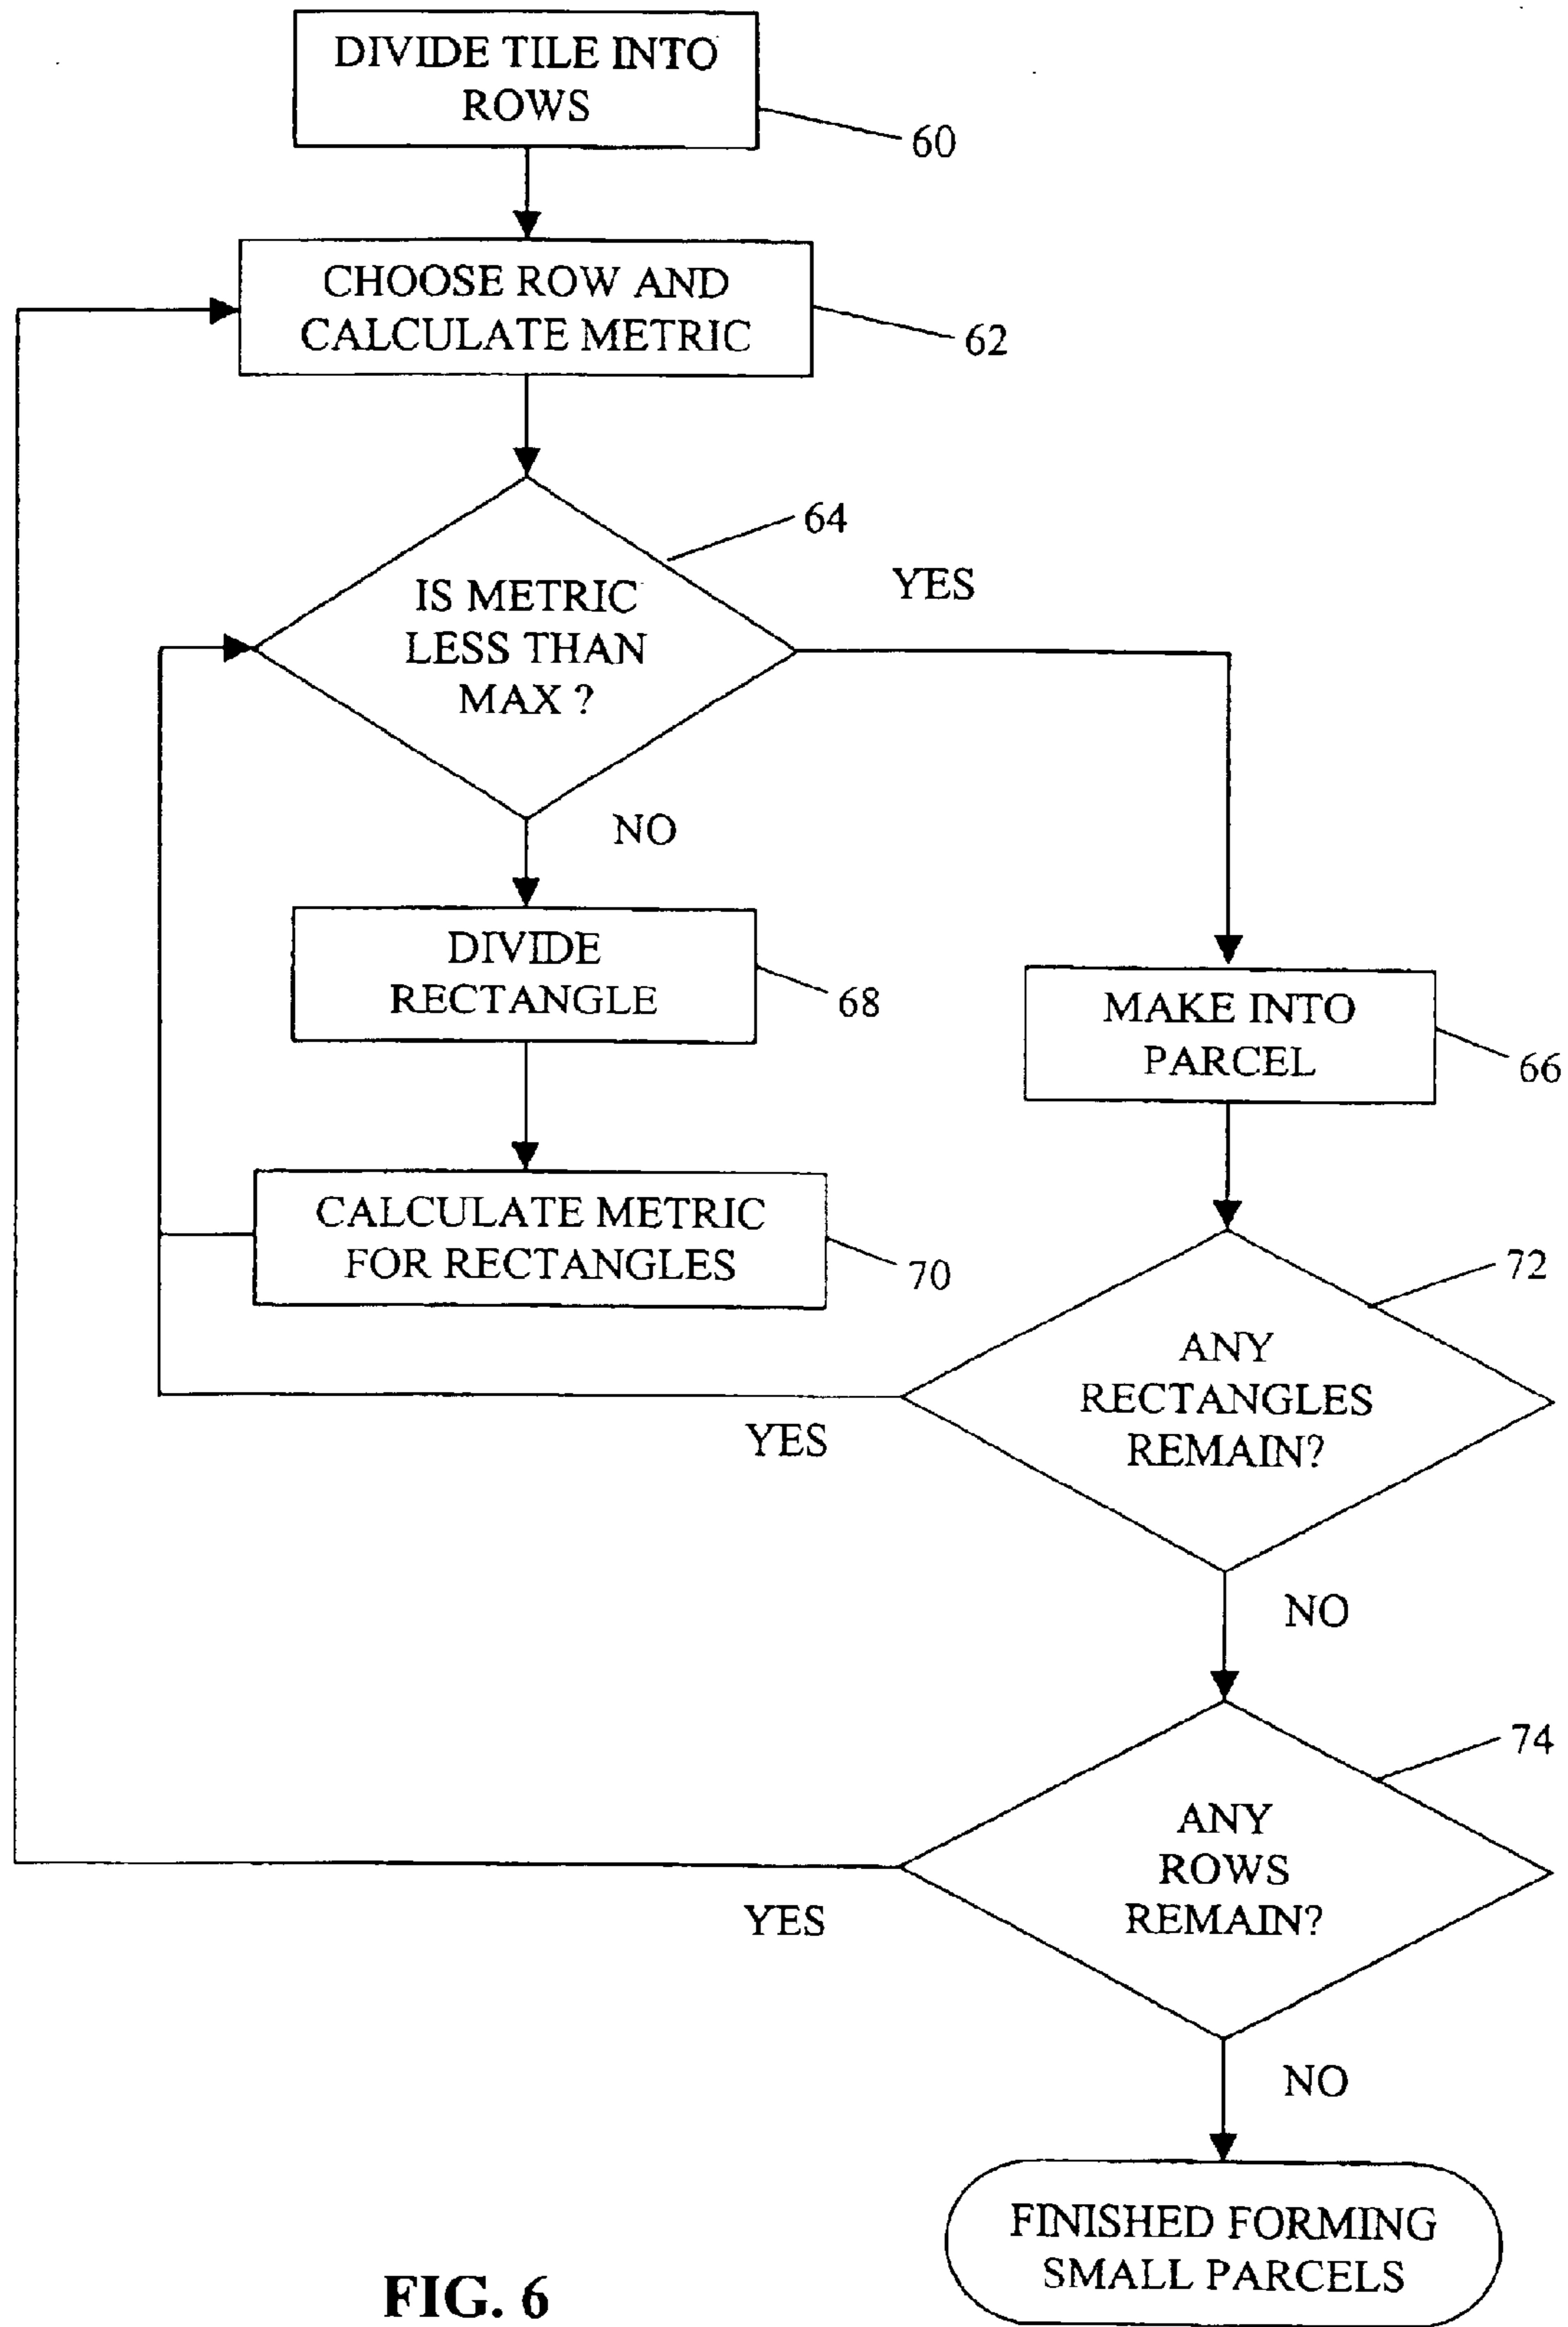 DIVIDE TILE INTO
ROWS
60
CHOOSE ROW AND
CALCULATE METRIC
62
64
YES
IS METRIC
LESS THAN
MAX ?
NO
DIVIDE
RECTANGLE
68
MAKE INTO
PARCEL
66
CALCULATE METRIC
FOR RECTANGLES
70
72
ANY
RECTANGLES
REMAIN?
YES
NO
74
ANY
ROWS
REMAIN?
YES
NO
FINISHED FORMING
SMALL PARCELS
FIG. 6